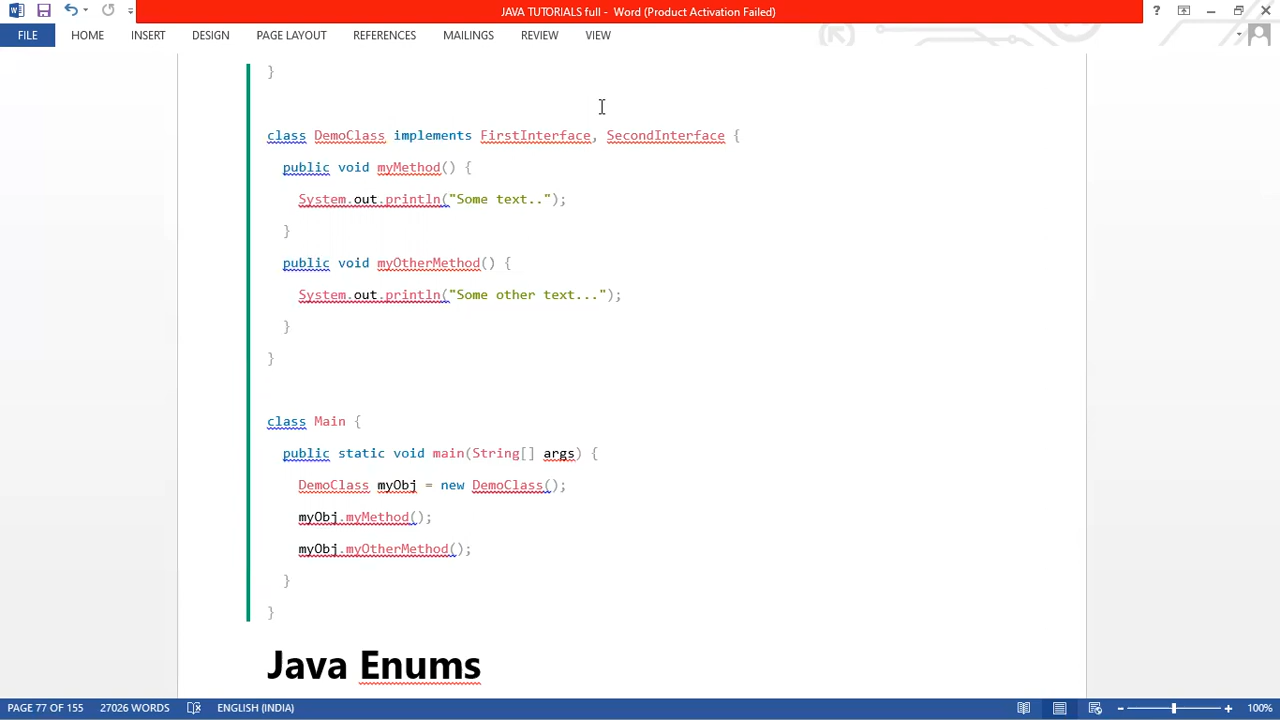 JAVA TUTORIALS full - Word (Product Activation Failed)
FILE HOME INSERT DESIGN PAGE LAYOUT REFERENCES MAILINGS REVIEW VIEW
}
class DemoClass implements FirstInterface, SecondInterface {
public void myMethod() {
System.out.println("Some text..");
}
public void myOtherMethod() {
System.out.println("Some other text...");
}
}
class Main {
public static void main(String[] args) {
DemoClass myObj = new DemoClass();
myObj.myMethod();
myObj.myOtherMethod();
}
}
Java Enums
PAGE 77 OF 155 27026 WORDS ENGLISH (INDIA) 100%